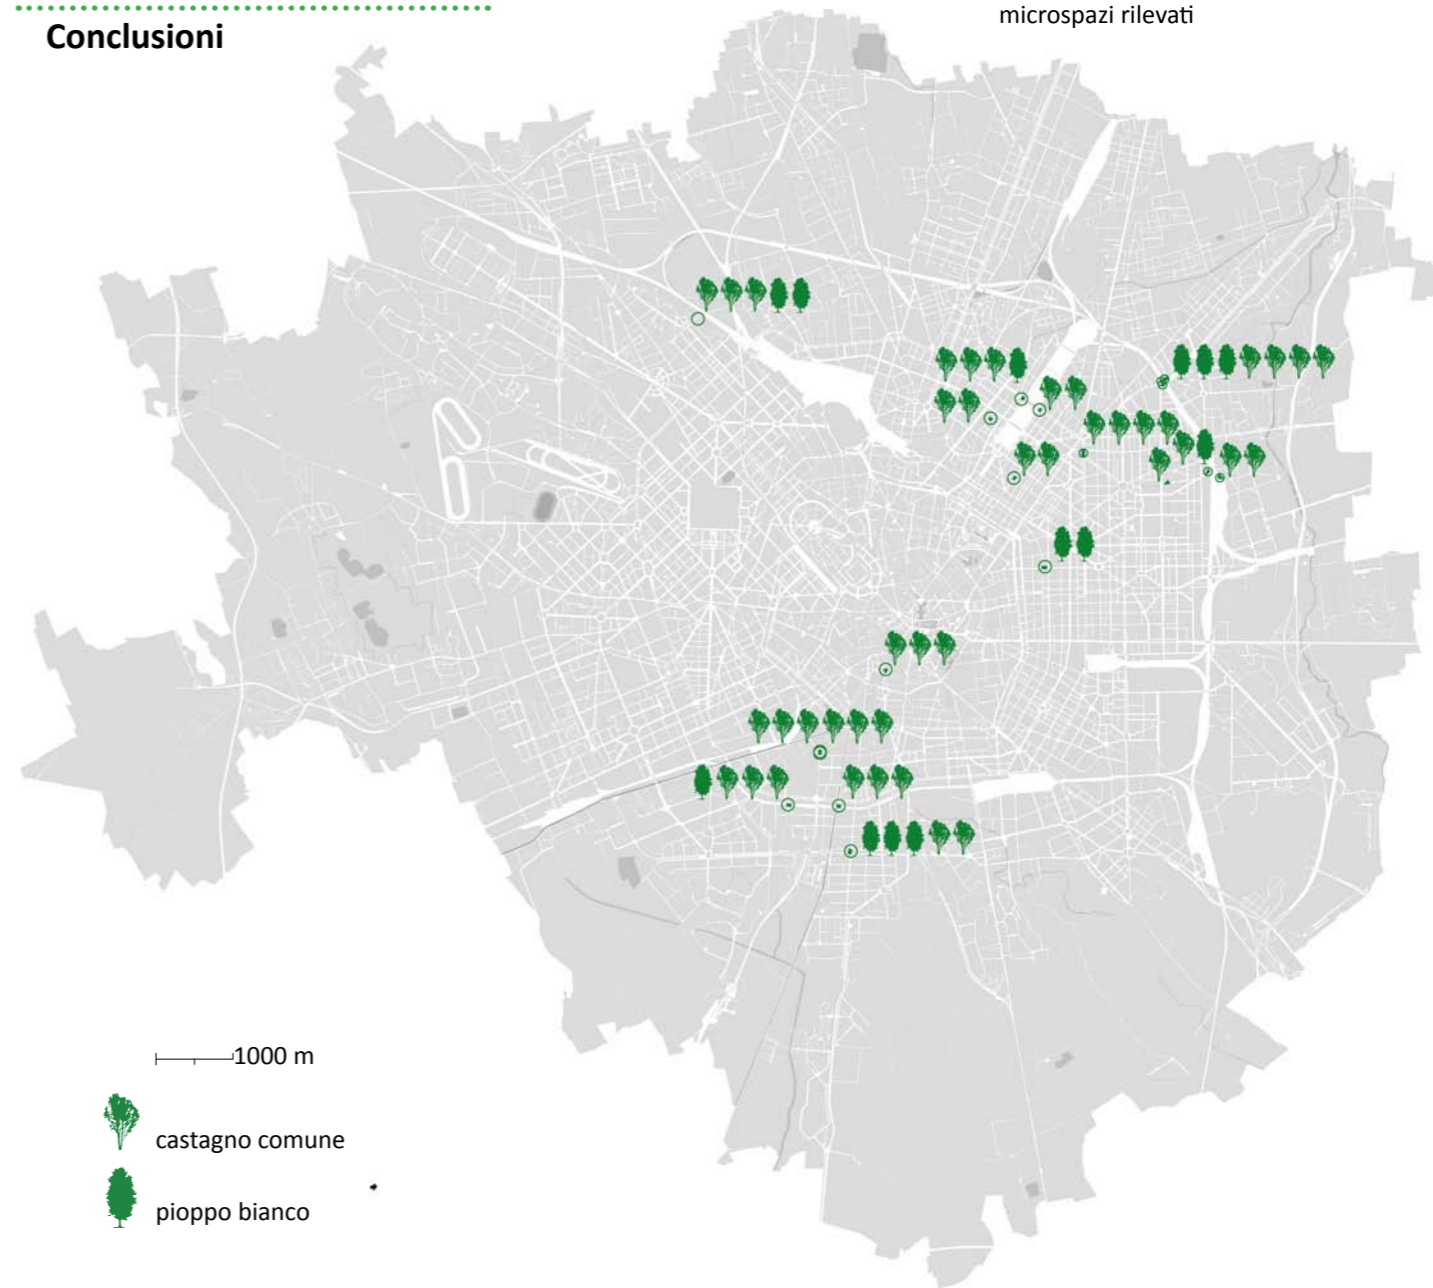 microspazi rilevati
Conclusioni
1000 m
castagno comune
pioppo bianco